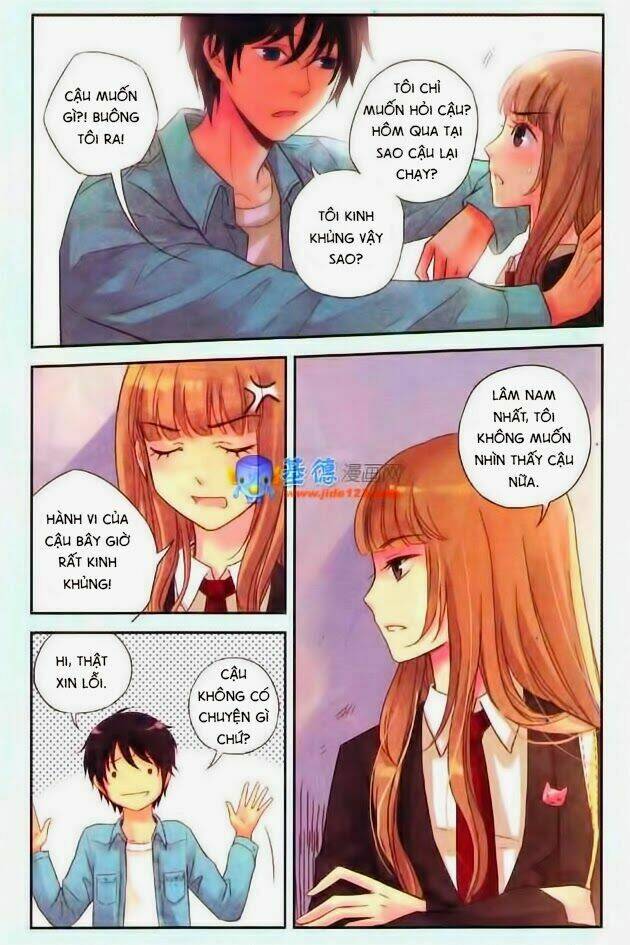 CẬU MUỐN
GÌ?! BUÔNG
TÔI RA!
TÔI CHỈ
MUỐN HỎI CẬU?
HÔM QUA TẠI
SAO CẬU LẠI
CHẠY?
TÔI KINH
KHỦNG VẬY
SAO?
HÀNH VI CỦA
CẬU BÂY GIỜ
RẤT KINH
KHỦNG!
基德漫画网
LÂM NAM
NHẤT, TÔI
KHÔNG MUỐN
NHÌN THẤY CẬU
NỮA.
HI, THẬT
XIN LỖI.
CẬU
KHÔNG CÓ
CHUYỆN GÌ
CHỨ?